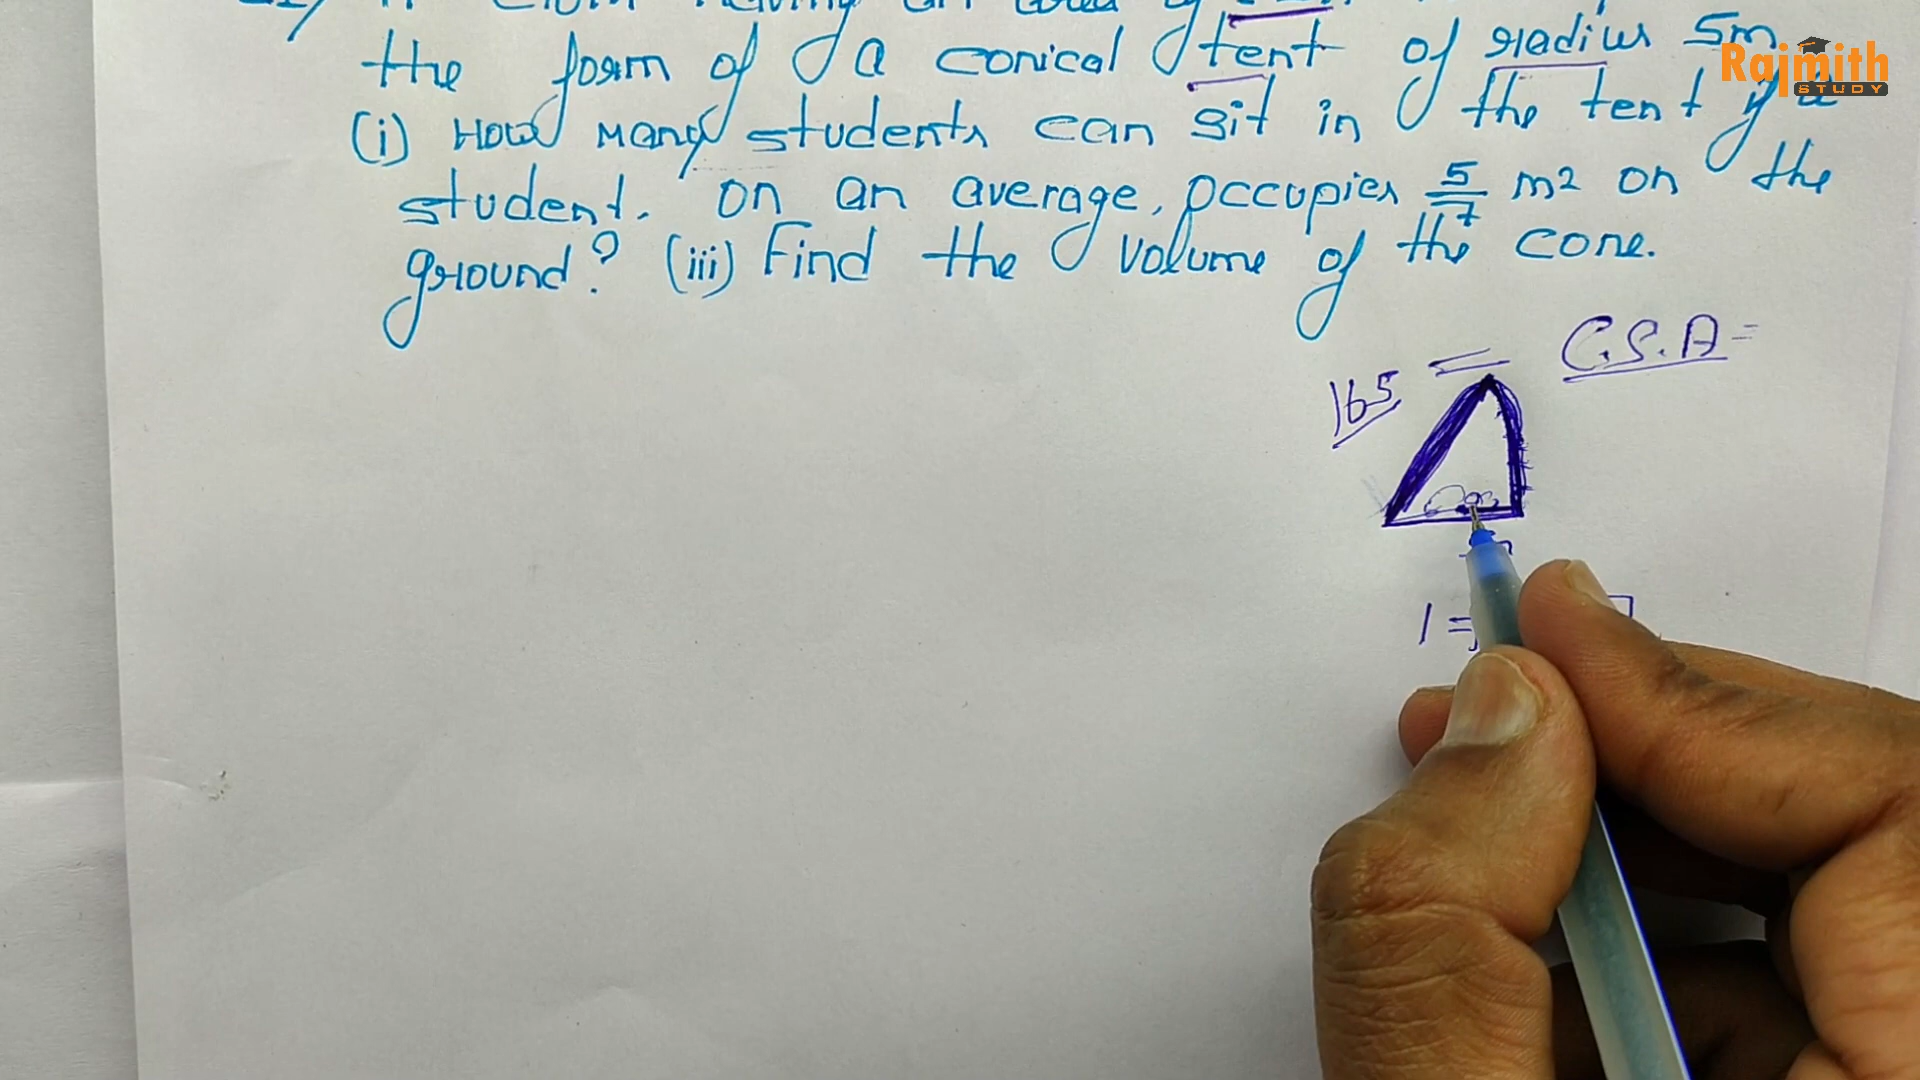 the form of a conical tent of radius 5m
Rajmith
STUDY
(i) How many students can sit in the tent if a
student. on an average, occupies 5/7 m2 on the
ground? (iii) Find the volume of the cone.
C.S.A =
165